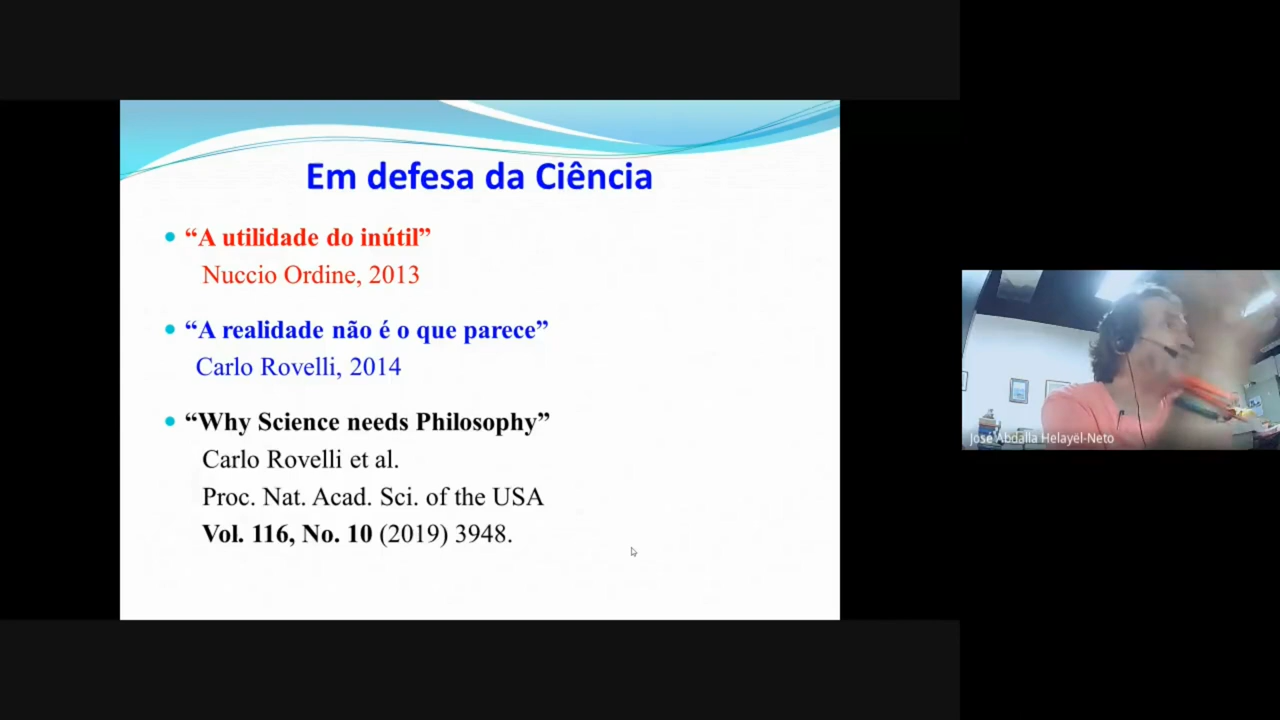 Em defesa da Ciência
“A utilidade do inútil”
Nuccio Ordine, 2013
“A realidade não é o que parece”
Carlo Rovelli, 2014
“Why Science needs Philosophy”
Carlo Rovelli et al.
Proc. Nat. Acad. Sci. of the USA
Vol. 116, No. 10 (2019) 3948.
José Abdalla Helayël-Neto